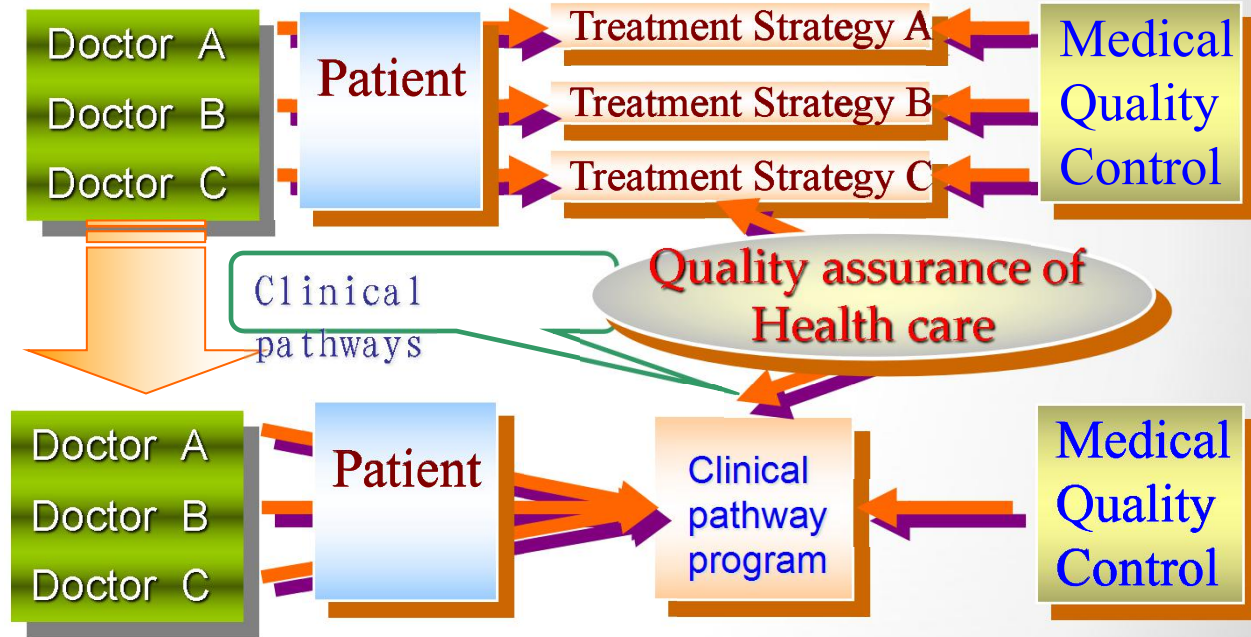 Doctor A
Doctor B
Doctor C
Patient
Treatment Strategy A
Treatment Strategy B
Treatment Strategy C
Medical
Quality
Control
Clinical
pathways
Quality assurance of
Health care
Doctor A
Doctor B
Doctor C
Patient
Clinical
pathway
program
Medical
Quality
Control